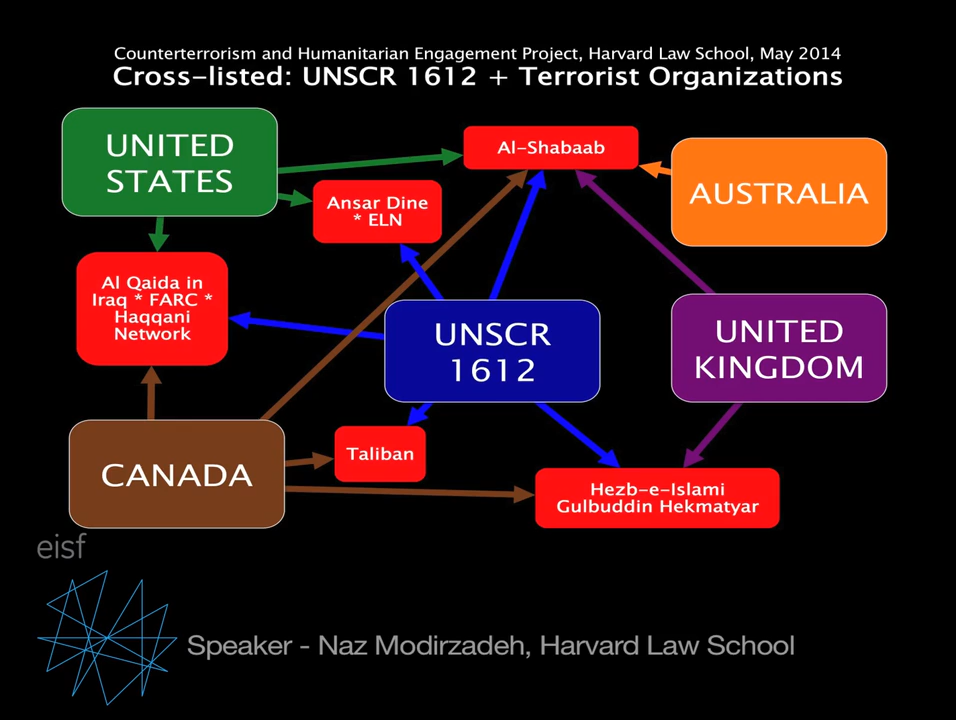 Counterterrorism and Humanitarian Engagement Project, Harvard Law School, May 2014
Cross-listed: UNSCR 1612 + Terrorist Organizations
UNITED
STATES
Al-Shabaab
AUSTRALIA
Ansar Dine
* ELN
Al Qaida in
Iraq * FARC *
Haqqani
Network
UNSCR
1612
UNITED
KINGDOM
CANADA
Taliban
Hezb-e-Islami
Gulbuddin Hekmatyar
eisf
Speaker - Naz Modirzadeh, Harvard Law School